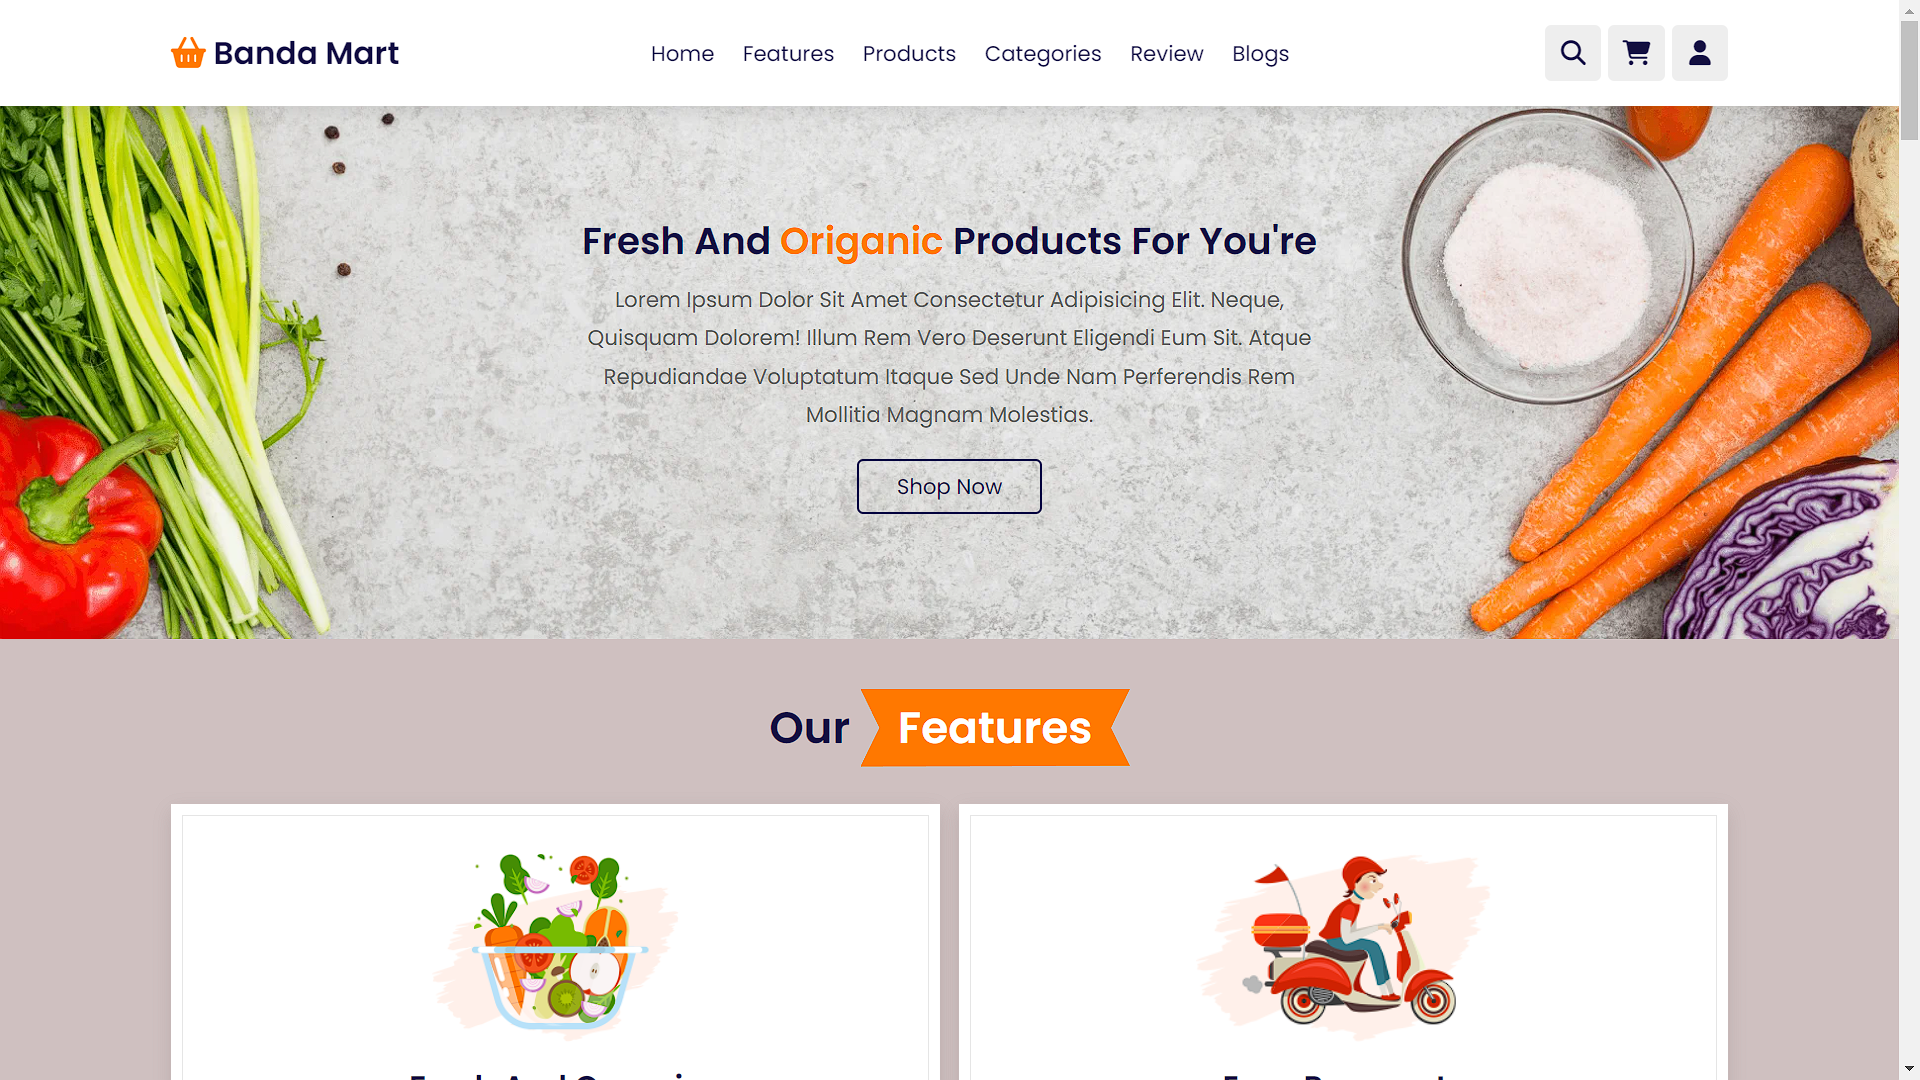 Banda Mart
Home Features Products Categories Review Blogs
Fresh And Origanic Products For You're
Lorem Ipsum Dolor Sit Amet Consectetur Adipisicing Elit. Neque,
Quisquam Dolorem! Illum Rem Vero Deserunt Eligendi Eum Sit. Atque
Repudiandae Voluptatum Itaque Sed Unde Nam Perferendis Rem
Mollitia Magnam Molestias.
Shop Now
Our Features